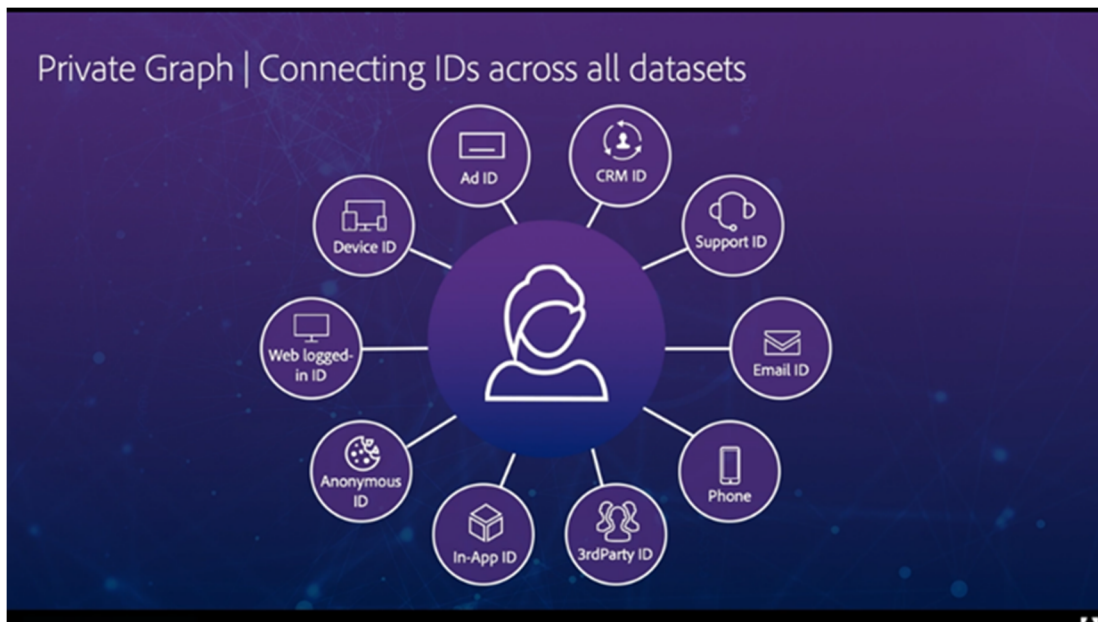 Private Graph | Connecting IDs across all datasets
Ad ID
CRM ID
Device ID
Support ID
Web logged-
in ID
Email ID
Anonymous
ID
Phone
In-App ID
3rdParty ID